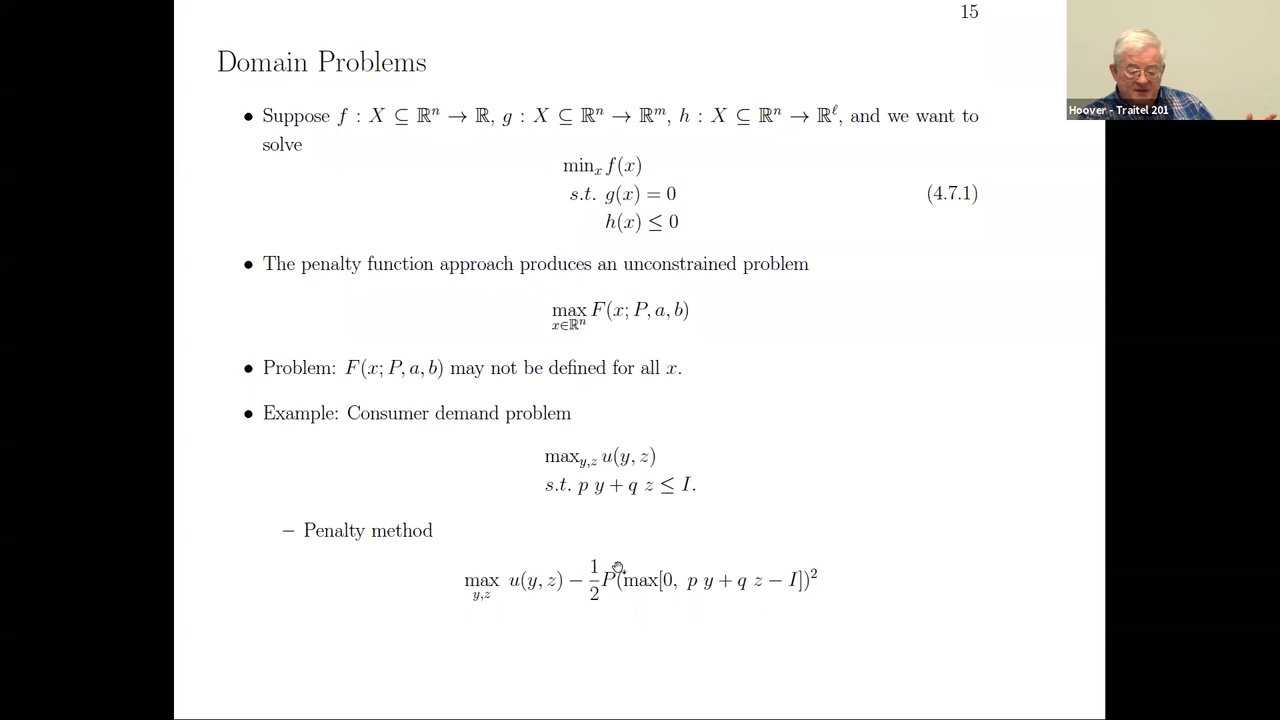 15
Domain Problems
Hoover - Traitel 201
• Suppose f : X ⊆ ℝⁿ → ℝ, g : X ⊆ ℝⁿ → ℝᵐ, h : X ⊆ ℝⁿ → ℝ^ℓ, and we want to
solve
minₓ f(x)
s.t. g(x) = 0 (4.7.1)
h(x) ≤ 0
• The penalty function approach produces an unconstrained problem
max F(x; P, a, b)
x∈ℝⁿ
• Problem: F(x; P, a, b) may not be defined for all x.
• Example: Consumer demand problem
max_{y,z} u(y, z)
s.t. p y + q z ≤ I.
– Penalty method
max u(y, z) − 1/2 P(max[0, p y + q z − I])²
y,z